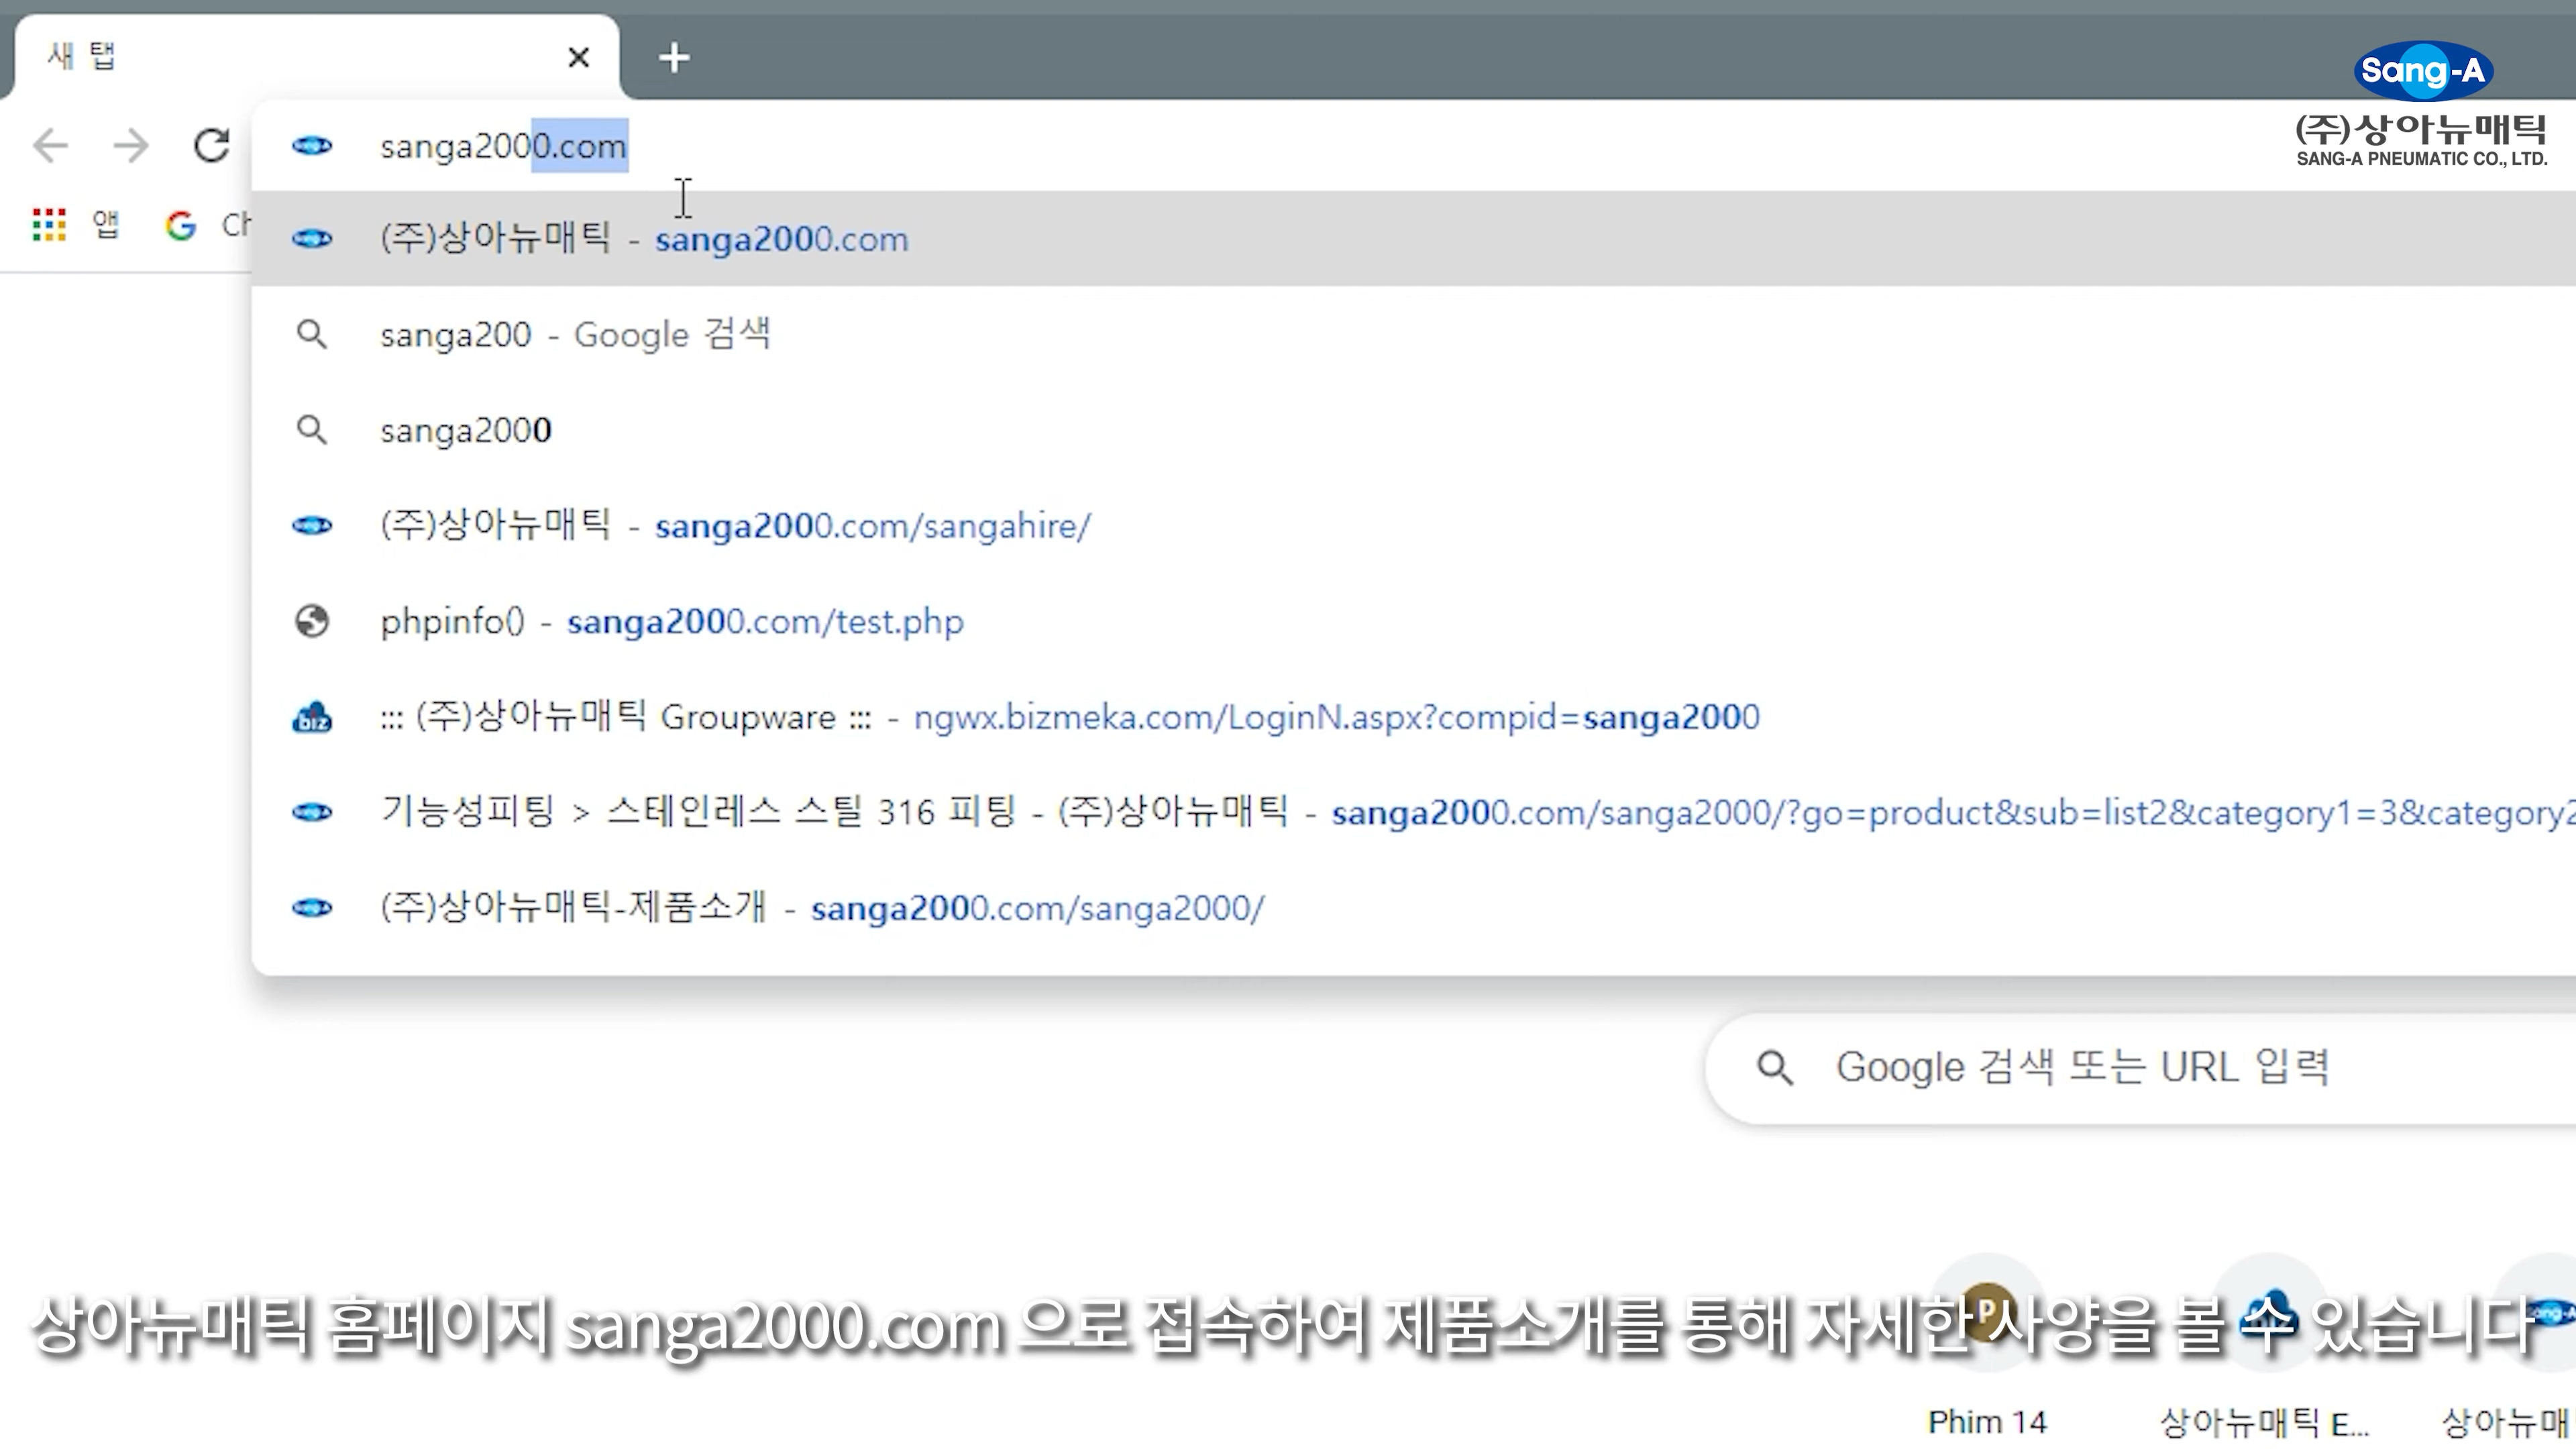 새 탭
Sang-A
(주)상아뉴매틱
SANG-A PNEUMATIC CO., LTD.
sanga2000.com
앱
(주)상아뉴매틱 - sanga2000.com
sanga200 - Google 검색
sanga2000
(주)상아뉴매틱 - sanga2000.com/sangahire/
phpinfo() - sanga2000.com/test.php
biz ::: (주)상아뉴매틱 Groupware ::: - ngwx.bizmeka.com/LoginN.aspx?compid=sanga2000
기능성피팅 > 스테인레스 스틸 316 피팅 - (주)상아뉴매틱 - sanga2000.com/sanga2000/?go=product&sub=list2&category1=3&category2
(주)상아뉴매틱-제품소개 - sanga2000.com/sanga2000/
Google 검색 또는 URL 입력
상아뉴매틱 홈페이지 sanga2000.com 으로 접속하여 제품소개를 통해 자세한 사양을 볼 수 있습니다
P
Phim 14
상아뉴매틱 E...
상아뉴매